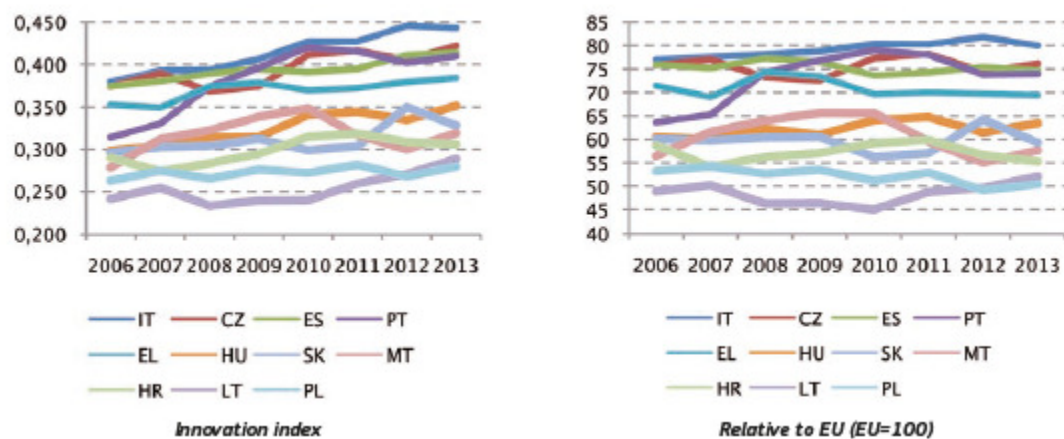 0,450
0,400
0,350
0,300
0,250
0,200
2006 2007 2008 2009 2010 2011 2012 2013
IT CZ ES PT
EL HU SK MT
HR LT PL
Innovation index
85
80
75
70
65
60
55
50
45
40
2006 2007 2008 2009 2010 2011 2012 2013
IT CZ ES PT
EL HU SK MT
HR LT PL
Relative to EU (EU=100)